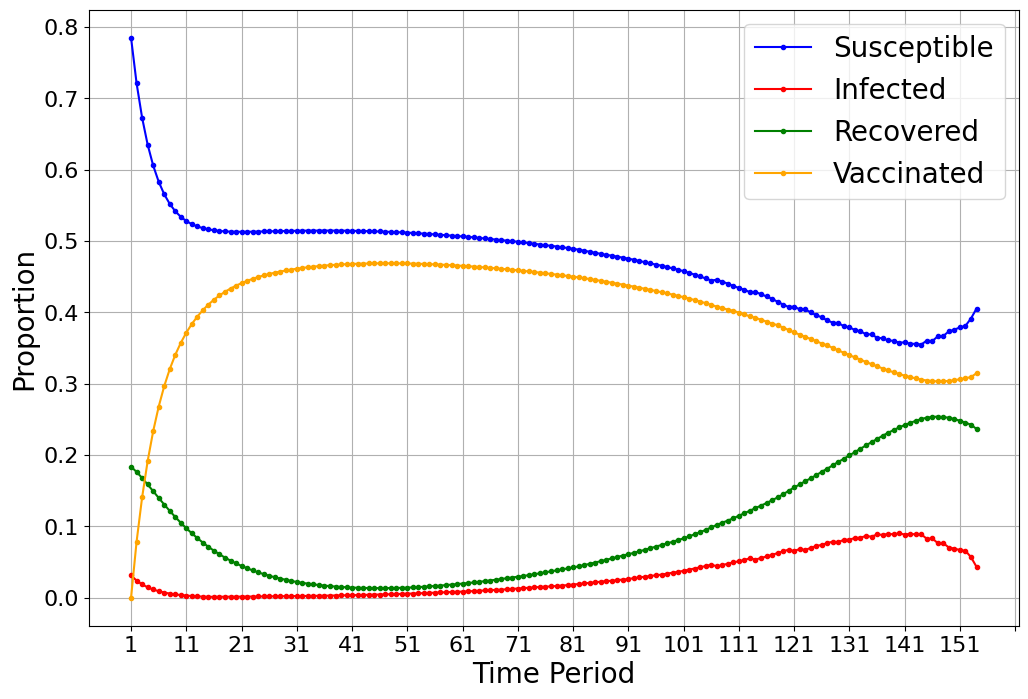 0.8
0.7
0.6
0.5
0.4
0.3
0.2
0.1
0.0
Proportion
Susceptible
Infected
Recovered
Vaccinated
1 11 21 31 41 51 61 71 81 91 101 111 121 131 141 151
Time Period